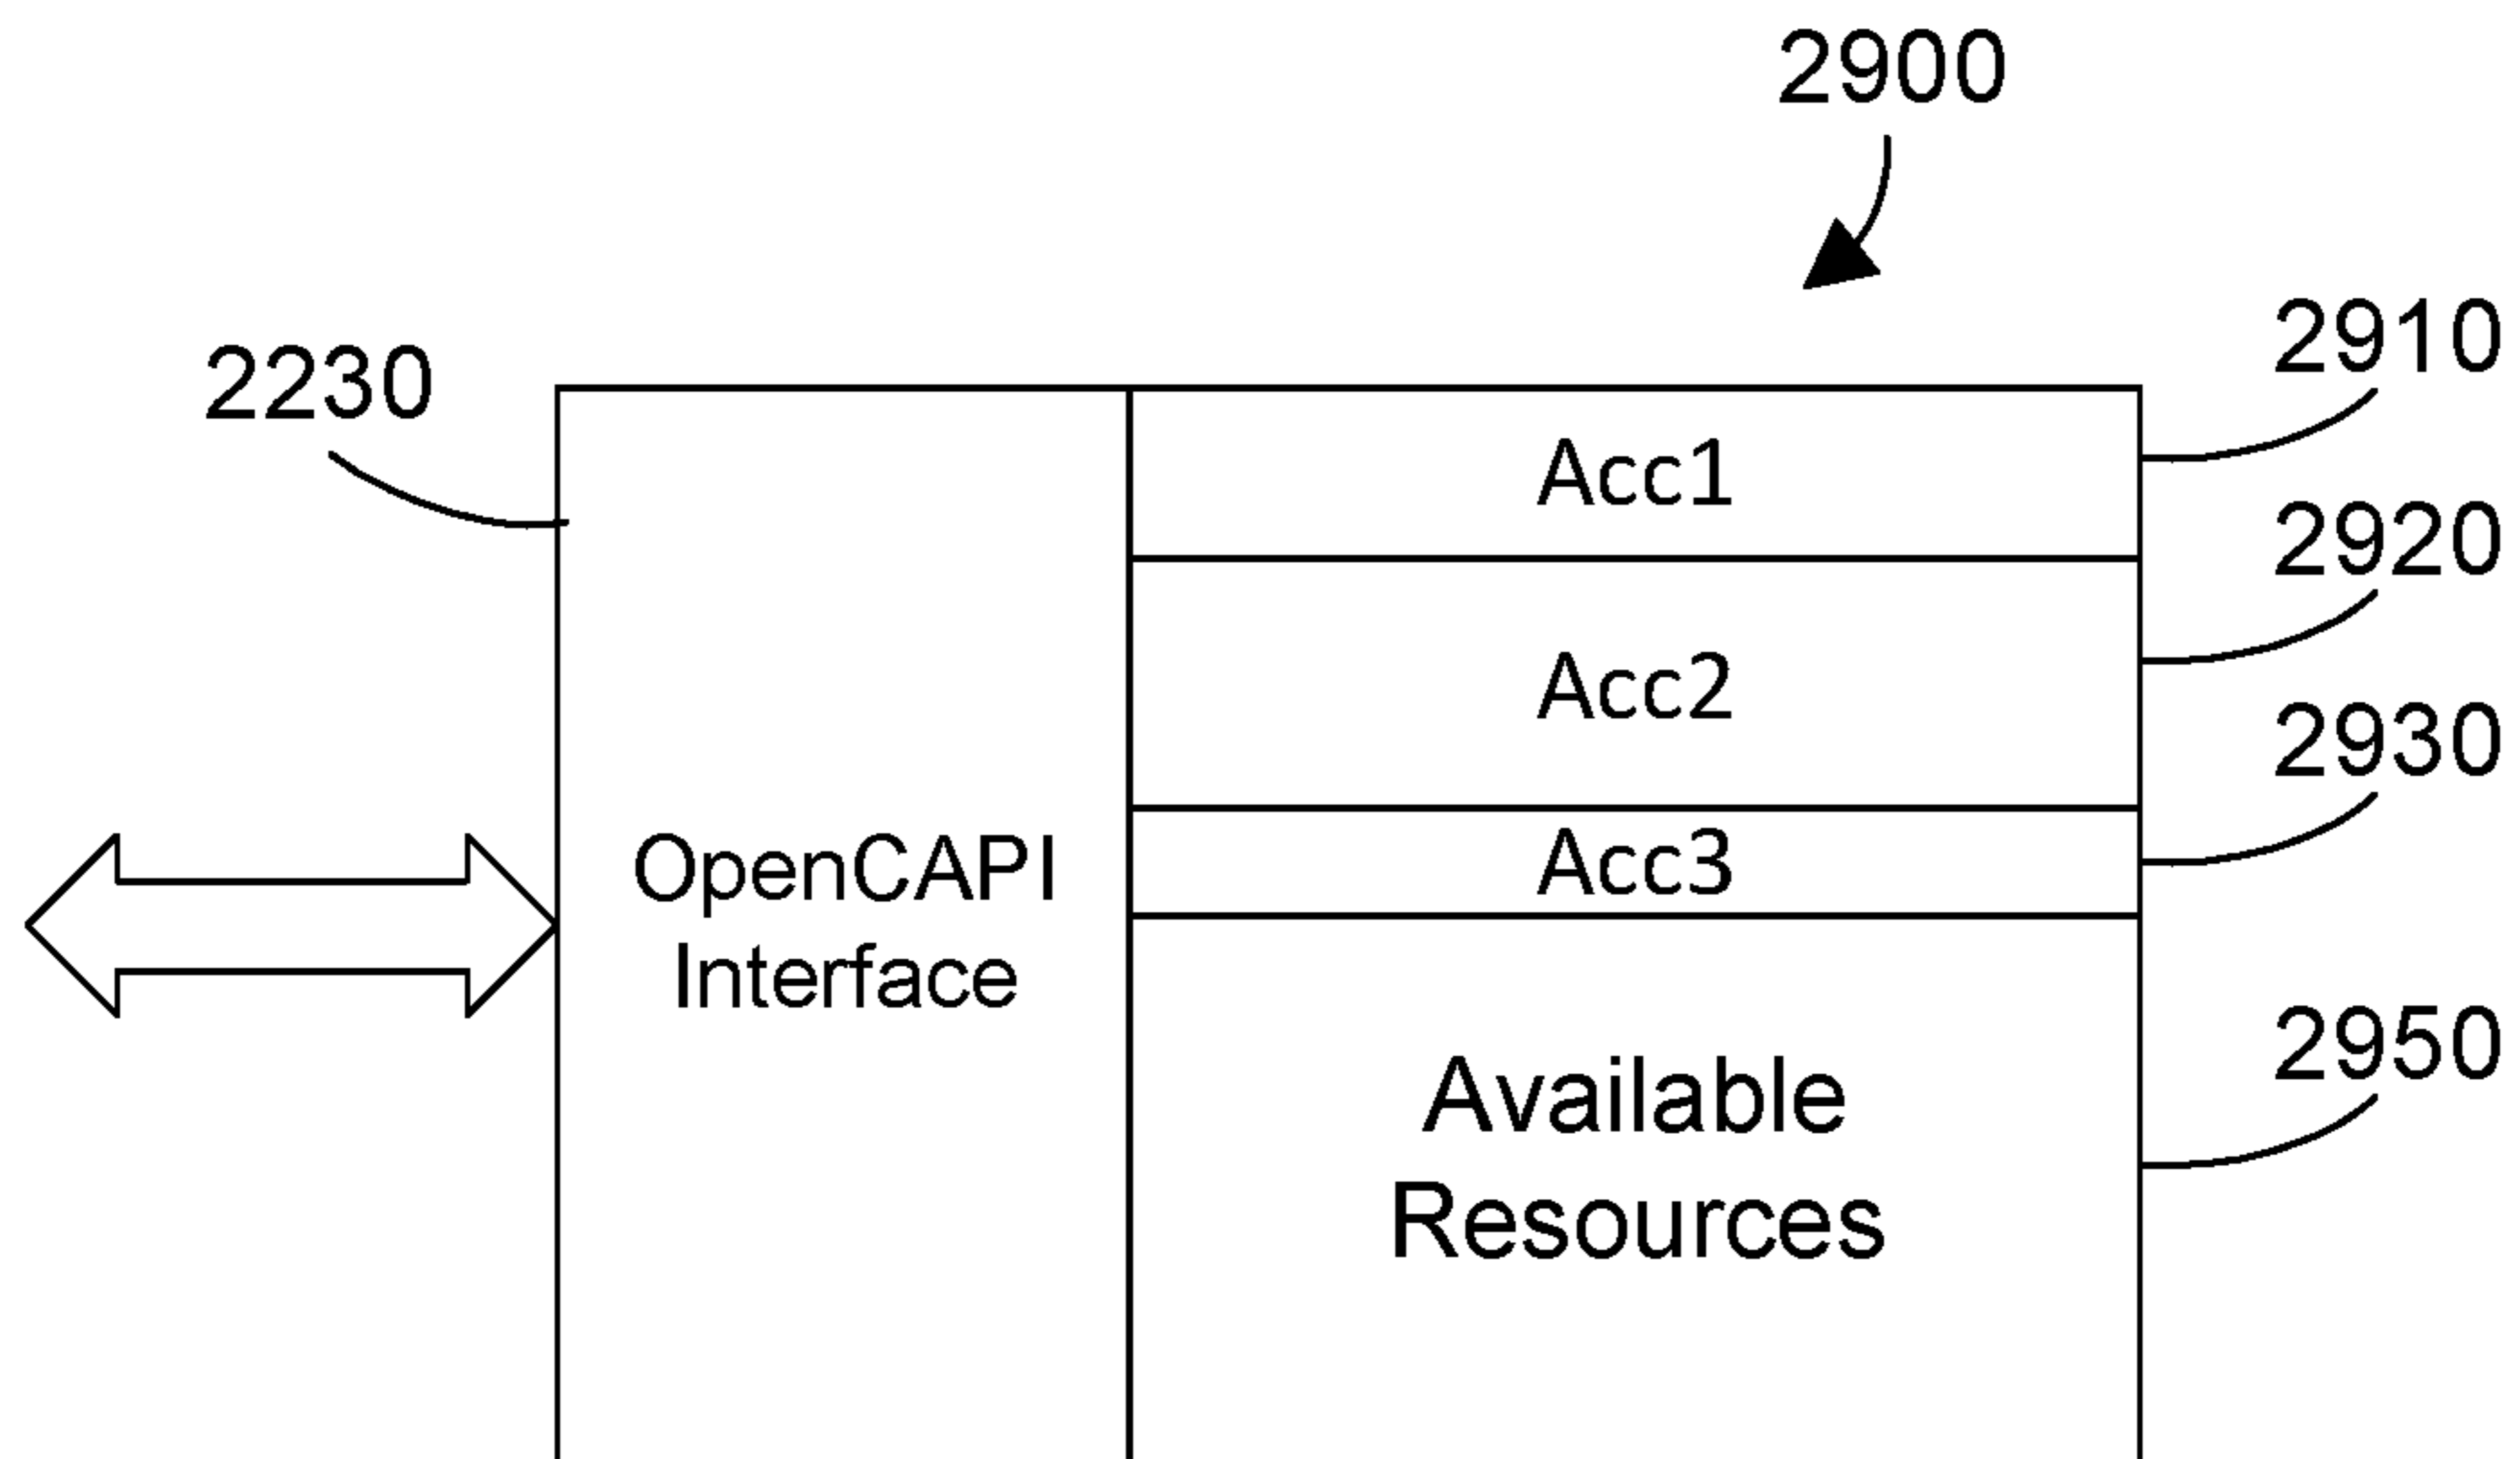 2900
2910
2230
Acc1
2920
Acc2
2930
Acc3
OpenCAPI
Interface
2950
Available
Resources